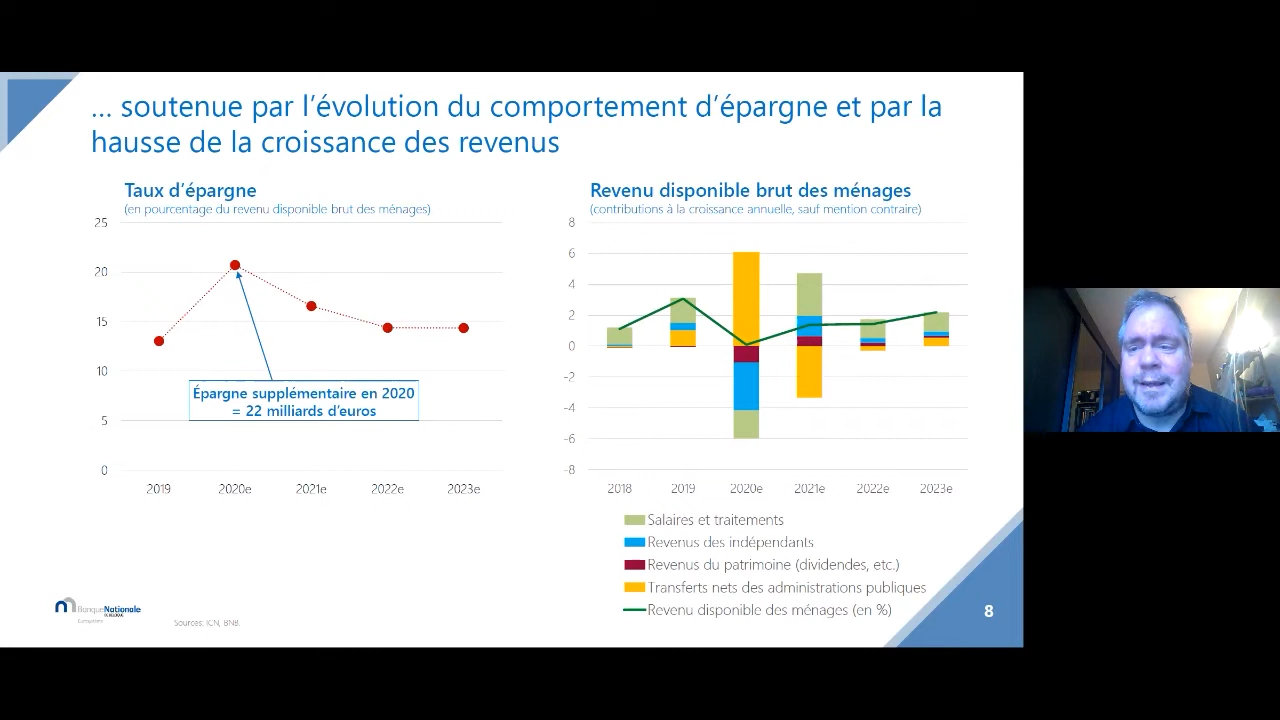 ... soutenue par l’évolution du comportement d’épargne et par la
hausse de la croissance des revenus
Taux d’épargne
(en pourcentage du revenu disponible brut des ménages)
25
20
15
10
5
0
2019 2020e 2021e 2022e 2023e
Épargne supplémentaire en 2020
= 22 milliards d’euros
Revenu disponible brut des ménages
(contributions à la croissance annuelle, sauf mention contraire)
8
6
4
2
0
-2
-4
-6
-8
2018 2019 2020e 2021e 2022e 2023e
Salaires et traitements
Revenus des indépendants
Revenus du patrimoine (dividendes, etc.)
Transferts nets des administrations publiques
Revenu disponible des ménages (en %)
BanqueNationale
DE BELGIQUE
Eurosystème
Sources: ICN, BNB.
8